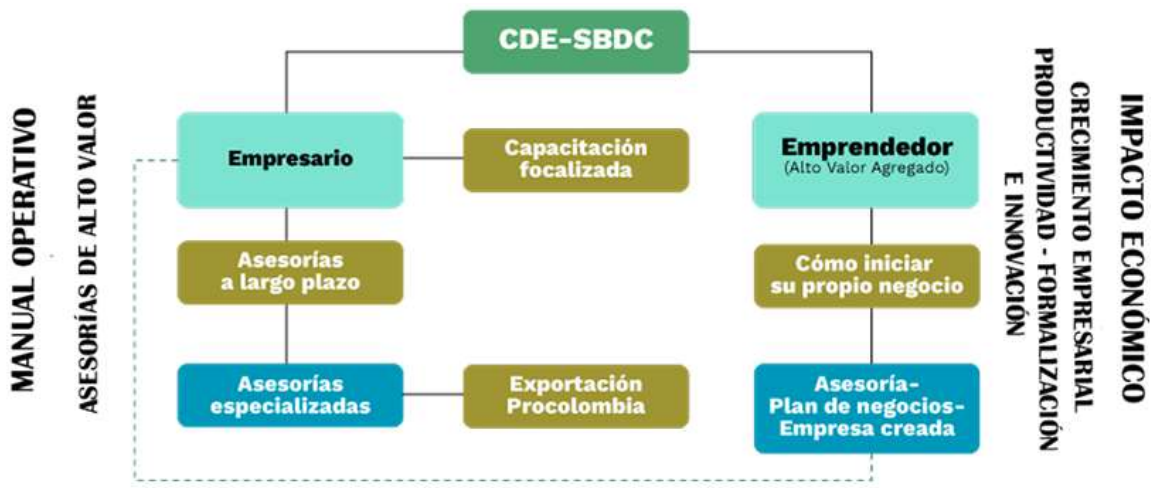 MANUAL OPERATIVO
ASESORÍAS DE ALTO VALOR
CDE-SBDC
Empresario
Capacitación
focalizada
Emprendedor
(Alto Valor Agregado)
Asesorías
a largo plazo
Cómo iniciar
su propio negocio
Asesorías
especializadas
Exportación
Procolombia
Asesoría-
Plan de negocios-
Empresa creada
IMPACTO ECONÓMICO
CRECIMIENTO EMPRESARIAL
PRODUCTIVIDAD - FORMALIZACIÓN
E INNOVACIÓN